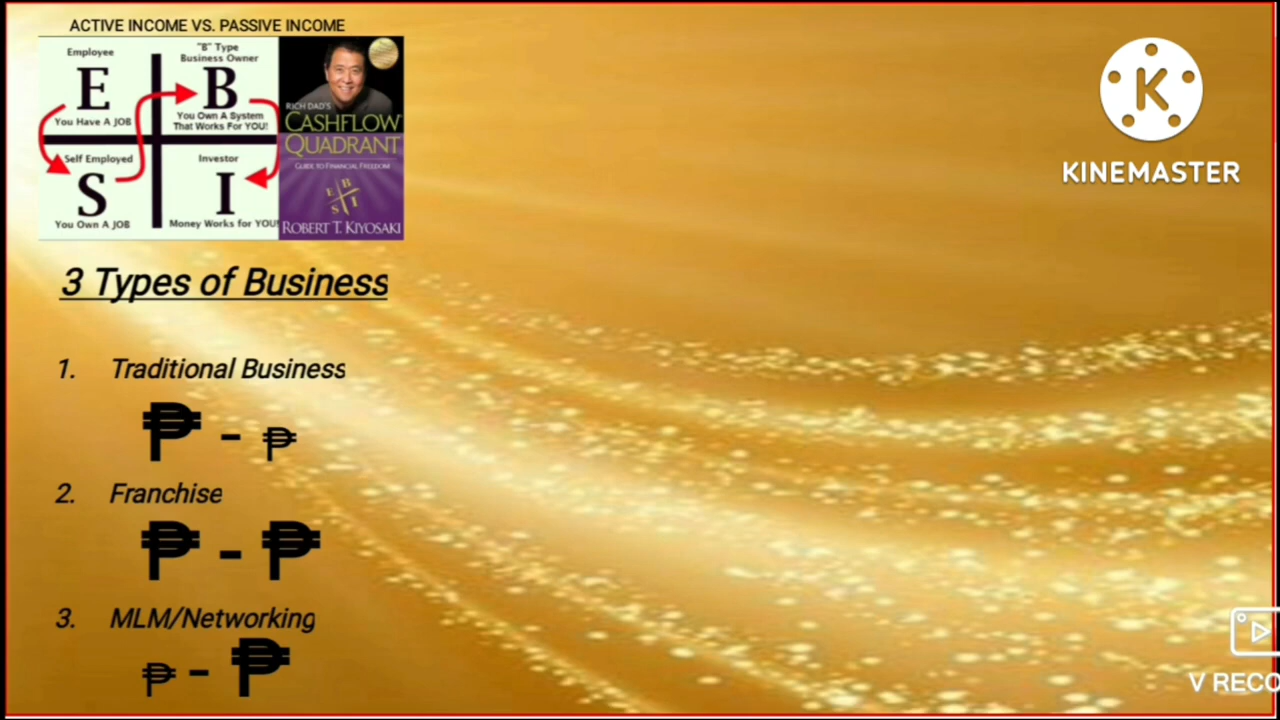 ACTIVE INCOME VS. PASSIVE INCOME
Employee
E
You Have A JOB
"B" Type
Business Owner
B
You Own A System
That Works For YOU!
Self Employed
S
You Own A JOB
Investor
I
Money Works for YOU!
RICH DAD'S
CASHFLOW
QUADRANT
GUIDE TO FINANCIAL FREEDOM
E B
S I
ROBERT T. KIYOSAKI
3 Types of Business
1. Traditional Business
₱ - ₱
2. Franchise
₱ - ₱
3. MLM/Networking
₱ - ₱
K
KINEMASTER
V RECO